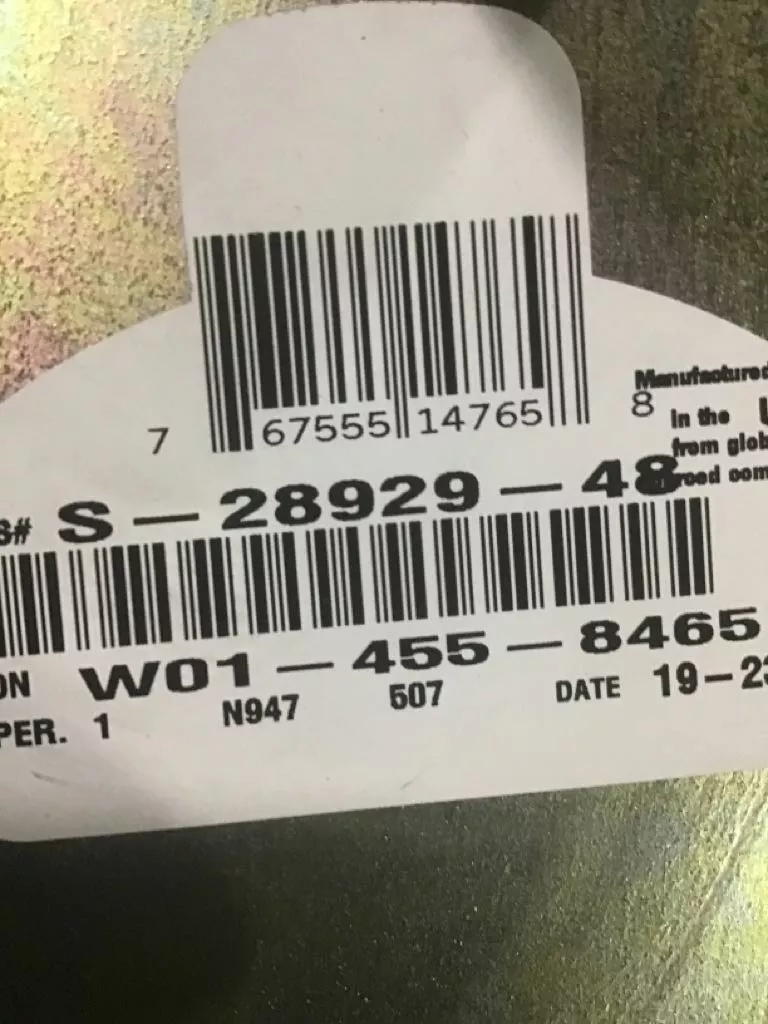 7 67555 14765 8
Manufactured
In the
from glob
S# S-28929-48
W01-455-8465
PER. 1 N947 507 DATE 19-23